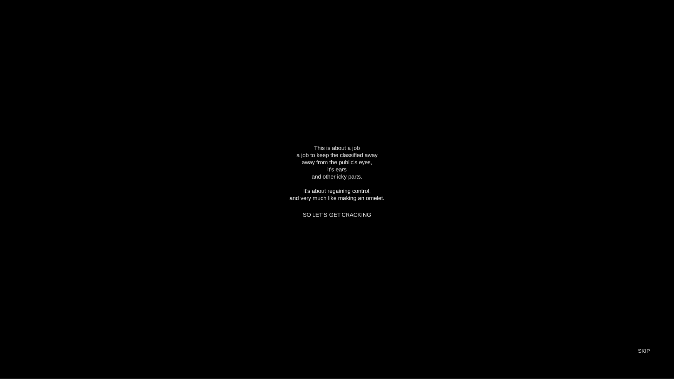 This is about a job
a job to keep the classified away
away from the public's eyes,
it's ears
and other icky parts.
It's about regaining control
and very much like making an omelet.
SO LET'S GET CRACKING
SKIP